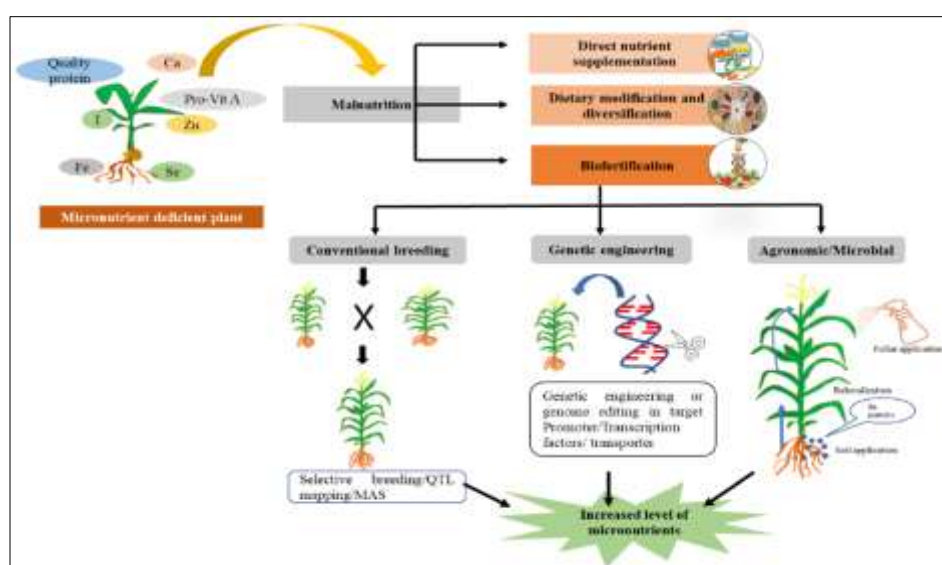 Quality
protein
Ca
Pro-Vit A
I
Zn
Fe
Se
Micronutrient deficient plant
Malnutrition
Direct nutrient
supplementation
Dietary modification and
diversification
Biofertification
Conventional breeding
Genetic engineering
Agronomic/Microbial
X
Foliar application
Soil application
Genetic engineering or
genome editing in target
Promoter/Transcription
factors/ transporter
Selective breeding/QTL
mapping/MAS
Increased level of
micronutrients